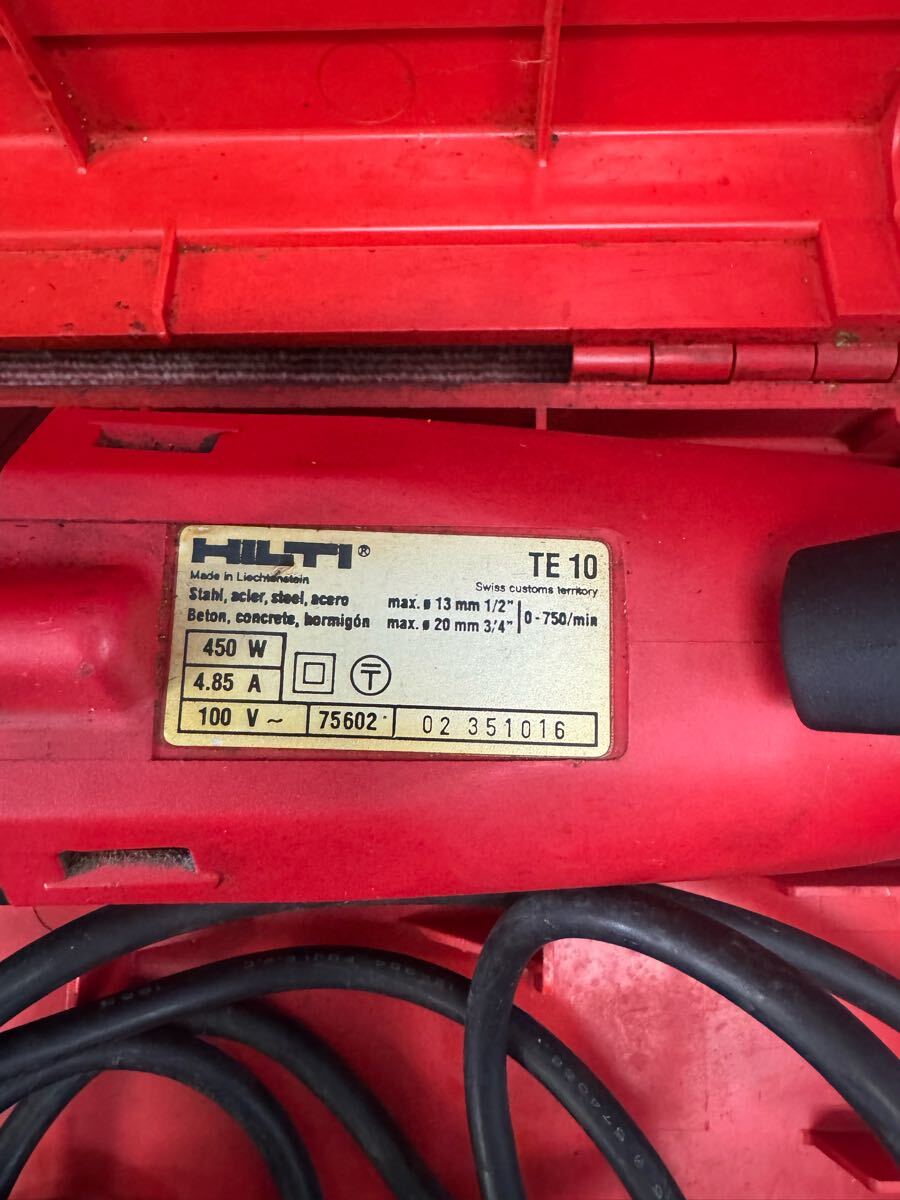 HILTI® TE 10
Made in Liechtenstein Swiss customs territory
Stahl, acier, steel, acero max. ø 13 mm 1/2" 0-750/min
Beton, concrete, hormigón max. ø 20 mm 3/4"
450 W
4.85 A
100 V ~ 75602 02 351016